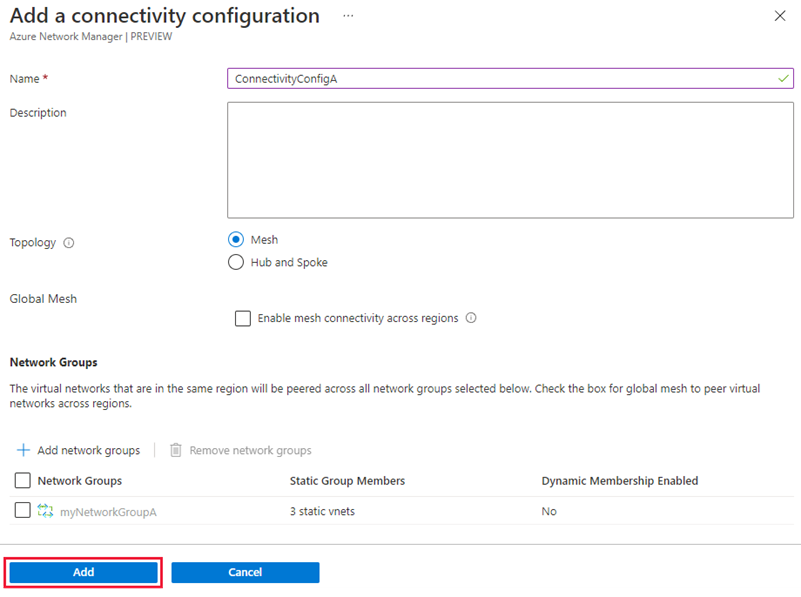 Add a connectivity configuration ...
Azure Network Manager | PREVIEW
Name * ConnectivityConfigA
Description
Topology Mesh
Hub and Spoke
Global Mesh
Enable mesh connectivity across regions
Network Groups
The virtual networks that are in the same region will be peered across all network groups selected below. Check the box for global mesh to peer virtual
networks across regions.
Add network groups | Remove network groups
Network Groups Static Group Members Dynamic Membership Enabled
myNetworkGroupA 3 static vnets No
Add Cancel